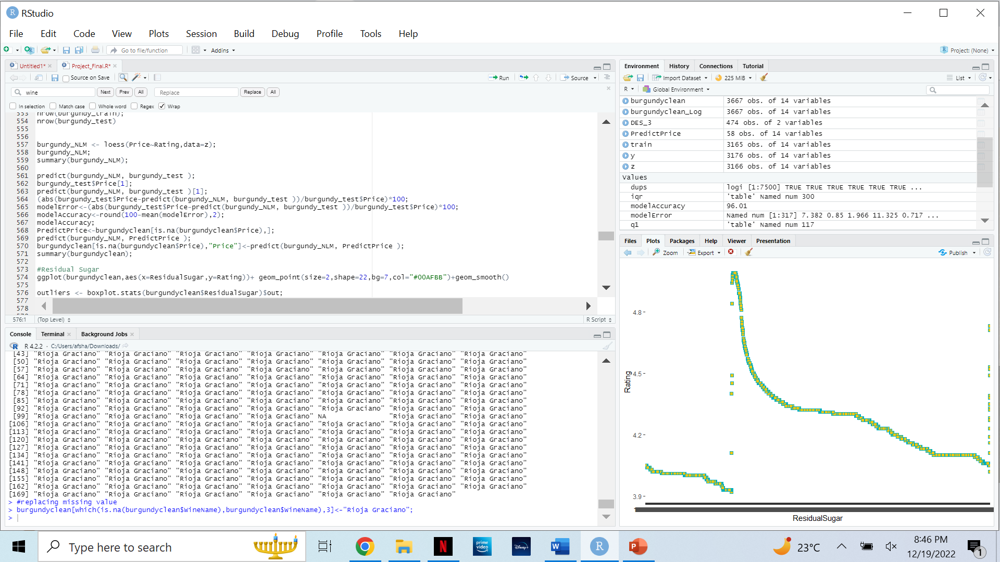 RStudio
File Edit Code View Plots Session Build Debug Profile Tools Help
Go to file/function Addins Project: (None)
Untitled1* Project_Final.R*
Source on Save Run Source
wine Next Prev All Replace Replace All
In selection Match case Whole word Regex Wrap
553 nrow(burgundy_train);
554 nrow(burgundy_test)
555
556
557 burgundy_NLM <- loess(Price~Rating,data=z);
558 burgundy_NLM;
559 summary(burgundy_NLM);
560
561 predict(burgundy_NLM, burgundy_test );
562 burgundy_test$Price[1];
563 predict(burgundy_NLM, burgundy_test )[1];
564 (abs(burgundy_test$Price-predict(burgundy_NLM, burgundy_test ))/burgundy_test$Price)*100;
565 modelError<-(abs(burgundy_test$Price-predict(burgundy_NLM, burgundy_test ))/burgundy_test$Price)*100;
566 modelAccuracy<-round(100-mean(modelError),2);
567 modelAccuracy;
568 PredictPrice<-burgundyclean[is.na(burgundyclean$Price),];
569 predict(burgundy_NLM, PredictPrice );
570 burgundyclean[is.na(burgundyclean$Price),"Price"]<-predict(burgundy_NLM, PredictPrice );
571 summary(burgundyclean);
572
573 #Residual Sugar
574 ggplot(burgundyclean,aes(x=ResidualSugar,y=Rating))+ geom_point(size=2,shape=22,bg=7,col="#00AFBB")+geom_smooth()
575
576 outliers <- boxplot.stats(burgundyclean$ResidualSugar)$out;
577
578
576:1 (Top Level) R Script
Console Terminal Background Jobs
R 4.2.2 · C:/Users/afsha/Downloads/
[43] "Rioja Graciano" "Rioja Graciano" "Rioja Graciano" "Rioja Graciano" "Rioja Graciano" "Rioja Graciano" "Rioja Graciano"
[50] "Rioja Graciano" "Rioja Graciano" "Rioja Graciano" "Rioja Graciano" "Rioja Graciano" "Rioja Graciano" "Rioja Graciano"
[57] "Rioja Graciano" "Rioja Graciano" "Rioja Graciano" "Rioja Graciano" "Rioja Graciano" "Rioja Graciano" "Rioja Graciano"
[64] "Rioja Graciano" "Rioja Graciano" "Rioja Graciano" "Rioja Graciano" "Rioja Graciano" "Rioja Graciano" "Rioja Graciano"
[71] "Rioja Graciano" "Rioja Graciano" "Rioja Graciano" "Rioja Graciano" "Rioja Graciano" "Rioja Graciano" "Rioja Graciano"
[78] "Rioja Graciano" "Rioja Graciano" "Rioja Graciano" "Rioja Graciano" "Rioja Graciano" "Rioja Graciano" "Rioja Graciano"
[85] "Rioja Graciano" "Rioja Graciano" "Rioja Graciano" "Rioja Graciano" "Rioja Graciano" "Rioja Graciano" "Rioja Graciano"
[92] "Rioja Graciano" "Rioja Graciano" "Rioja Graciano" "Rioja Graciano" "Rioja Graciano" "Rioja Graciano" "Rioja Graciano"
[99] "Rioja Graciano" "Rioja Graciano" "Rioja Graciano" "Rioja Graciano" NA "Rioja Graciano" "Rioja Graciano"
[106] "Rioja Graciano" "Rioja Graciano" "Rioja Graciano" "Rioja Graciano" "Rioja Graciano" "Rioja Graciano" "Rioja Graciano"
[113] "Rioja Graciano" "Rioja Graciano" "Rioja Graciano" "Rioja Graciano" "Rioja Graciano" "Rioja Graciano" "Rioja Graciano"
[120] "Rioja Graciano" "Rioja Graciano" "Rioja Graciano" "Rioja Graciano" "Rioja Graciano" "Rioja Graciano" "Rioja Graciano"
[127] "Rioja Graciano" "Rioja Graciano" "Rioja Graciano" "Rioja Graciano" "Rioja Graciano" "Rioja Graciano" "Rioja Graciano"
[134] "Rioja Graciano" "Rioja Graciano" "Rioja Graciano" "Rioja Graciano" "Rioja Graciano" "Rioja Graciano" "Rioja Graciano"
[141] "Rioja Graciano" "Rioja Graciano" "Rioja Graciano" "Rioja Graciano" "Rioja Graciano" "Rioja Graciano" "Rioja Graciano"
[148] "Rioja Graciano" "Rioja Graciano" "Rioja Graciano" "Rioja Graciano" "Rioja Graciano" "Rioja Graciano" "Rioja Graciano"
[155] "Rioja Graciano" "Rioja Graciano" "Rioja Graciano" "Rioja Graciano" "Rioja Graciano" "Rioja Graciano" "Rioja Graciano"
[162] "Rioja Graciano" "Rioja Graciano" "Rioja Graciano" "Rioja Graciano" "Rioja Graciano" "Rioja Graciano" "Rioja Graciano"
[169] "Rioja Graciano" "Rioja Graciano" "Rioja Graciano" "Rioja Graciano" "Rioja Graciano" "Rioja Graciano"
> #replacing missing value
> burgundyclean[which(is.na(burgundyclean$WineName),burgundyclean$WineName),3]<-"Rioja Graciano";
>
Environment History Connections Tutorial
Import Dataset 225 MiB List
R Global Environment
burgundyclean 3667 obs. of 14 variables
burgundyclean_Log 3667 obs. of 14 variables
DES_3 474 obs. of 2 variables
PredictPrice 58 obs. of 14 variables
train 3165 obs. of 14 variables
y 3176 obs. of 14 variables
z 3166 obs. of 14 variables
Values
dups logi [1:7500] TRUE TRUE TRUE TRUE TRUE TRUE ...
iqr 'table' Named num 300
modelAccuracy 96.01
modelError Named num [1:317] 7.382 0.85 1.966 11.325 0.717 ...
q1 'table' Named num 117
Files Plots Packages Help Viewer Presentation
Zoom Export Publish
4.8
4.5
4.2
3.9
Rating
ResidualSugar
Type here to search
N
prime video
Disney+
W
R
P
23°C
8:46 PM
12/19/2022
1